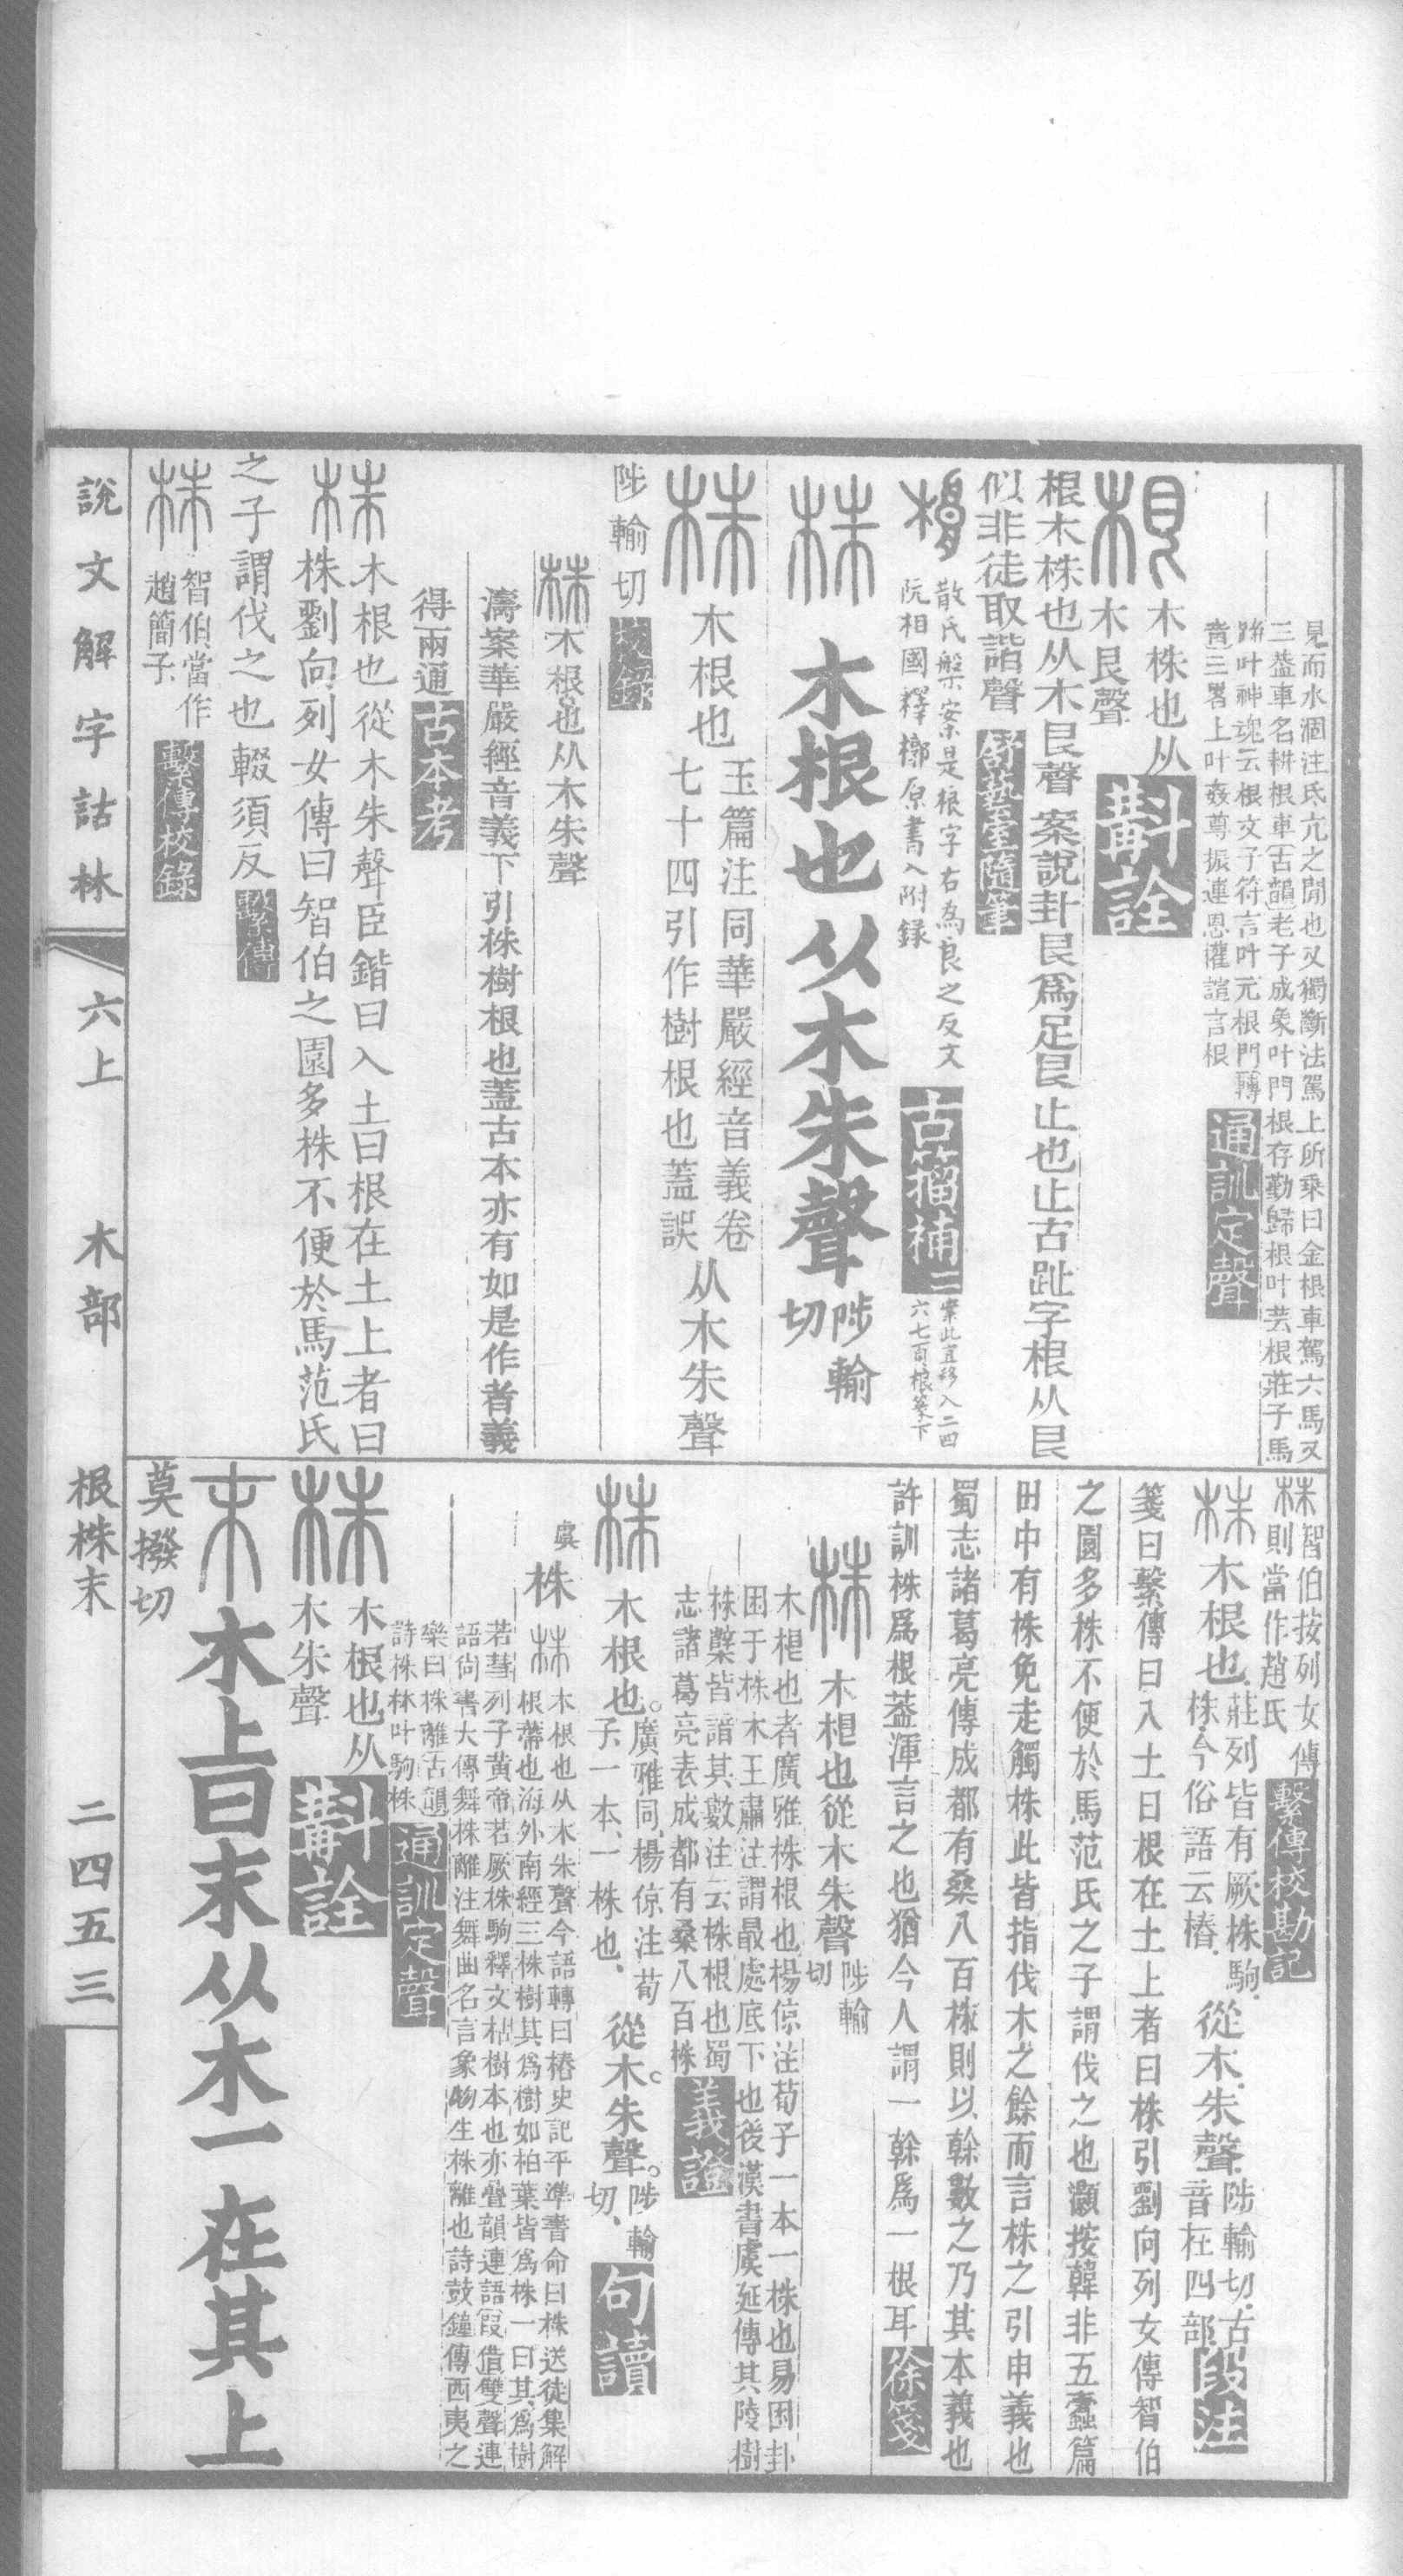 見而水涸注氐亢之閒也又獨斷法駕上所乘曰金根車駕六馬又
三蓋車名耕根車古韻老子成象叶門根存勤歸根叶芸根莊子馬
蹏叶神魂云根文子符言叶元根門轉
音三畧上叶姦尊振連恩讙諠言根
通訓定聲
根 木株也从
木艮聲
斠詮
根木株也从木艮聲 案說卦艮爲足艮止也止古趾字根从艮
似非徒取諧聲 舒藝室隨筆
散氏槃案是根字右為艮之反文
阮相國釋楖原書入附錄
古籀補二
案此宜移入二四
六七頁根篆下
株 木根也从木朱聲 陟輸
切
株 木根也 玉篇注同華嚴經音義卷
七十四引作樹根也蓋誤 从木朱聲
陟輸切 校錄
株 木根也从木朱聲
濤案華嚴經音義下引株樹根也蓋古本亦有如是作者義
得兩通 古本考
株 木根也從木朱聲臣鍇曰入土曰根在土上者曰
株劉向列女傳曰智伯之園多株不便於馬范氏
之子謂伐之也輟須反 繫傳
株 智伯當作
趙簡子 繫傳校錄
株智伯按列女傳
則當作趙氏 繫傳校勘記
株 木根也 莊列皆有厥株駒
株今俗語云樁 從木朱聲 陟輸切古
音在四部 段注
箋曰繫傳曰入土曰根在土上者曰株引劉向列女傳智伯
之園多株不便於馬范氏之子謂伐之也灝按韓非五蠹篇
田中有株兔走觸株此皆指伐木之餘而言株之引申義也
蜀志諸葛亮傳成都有桑八百株則以榦數之乃其本義也
許訓株爲根葢渾言之也猶今人謂一榦爲一根耳 徐箋
株 木根也從木朱聲 陟輸
切
木根也者廣雅株根也楊倞注荀子一本一株也易困卦
困于株木王肅注謂最處底下也後漢書虞延傳其陵樹
株櫱皆諳其數注云株根也蜀
志諸葛亮表成都有桑八百株 義證
株 木根也。廣雅同、楊倞注荀
子、一本、一株也、 從木。朱聲。陟輸
切、 句讀
虞 株
株木根也从木朱聲今語轉曰樁史記平準書命曰株送徒集解
根蔕也海外南經三株樹其爲樹如柏葉皆爲株一曰其爲樹
若彗列子黄帝若厥株駒釋文枯樹本也亦疊韻連語假借雙聲連
語尙書大傳舞株離注舞曲名言象物生株離也詩鼓鐘傳西夷之
樂曰株離古韻
詩株林叶駒株 通訓定聲
株 木根也从
木朱聲 斠詮
末 木上曰末从木一在其上
莫撥切
說文解字詁林 六上 木部 根株末 二四五三